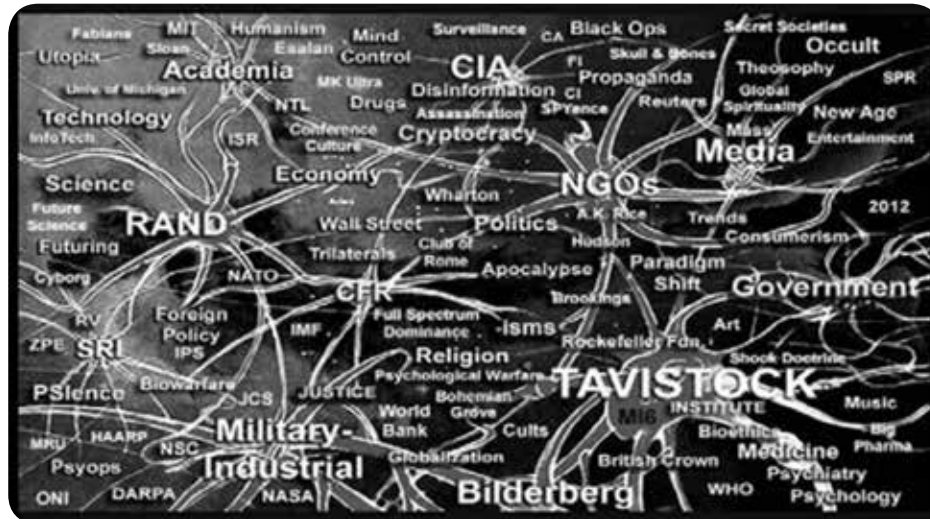 Fabians
MIT
Humanism
Utopia
Sloan
Esalan
Mind
Control
Surveillance
CA
Black Ops
Secret Societies
Occult
Academia
CIA
Skull & Bones
Theosophy
Univ. of Michigan
MK Ultra
Disinformation
FI
Propaganda
SPR
NTL
Drugs
CI
Reuters
Global
Spirituality
New Age
Technology
Assassination
SPYence
Mass
Media
Entertainment
InfoTech
ISR
Conference
Culture
Cryptocracy
Science
Economy
Wharton
NGOs
Future
Science
RAND
Wall Street
Politics
A.K. Rice
Trends
2012
Futuring
Trilaterals
Club of
Rome
Hudson
Consumerism
Cyborg
NATO
CFR
Apocalypse
Paradigm
Shift
Government
RV
Foreign
Policy
IPS
IMF
Full Spectrum
Dominance
Brookings
-isms
Art
ZPE
SRI
Rockefeller Fdn.
Religion
Shock Doctrine
PSIence
Biowarfare
JCS
JUSTICE
Psychological Warfare
TAVISTOCK
INSTITUTE
MI6
Music
World
Bank
Bohemian
Grove
Cults
MRU
HAARP
NSC
Military-
Industrial
Globalization
British Crown
Bioethics
Medicine
Big
Pharma
Psyops
Psychiatry
ONI
DARPA
NASA
Bilderberg
WHO
Psychology